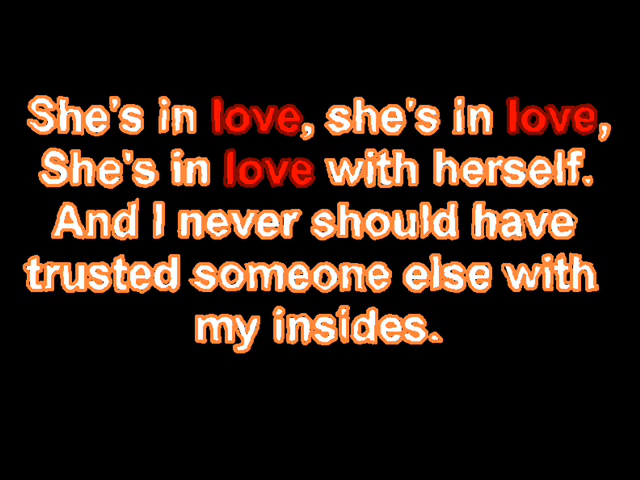 She's in love, she's in love,
She's in love with herself.
And I never should have
trusted someone else with
my insides.